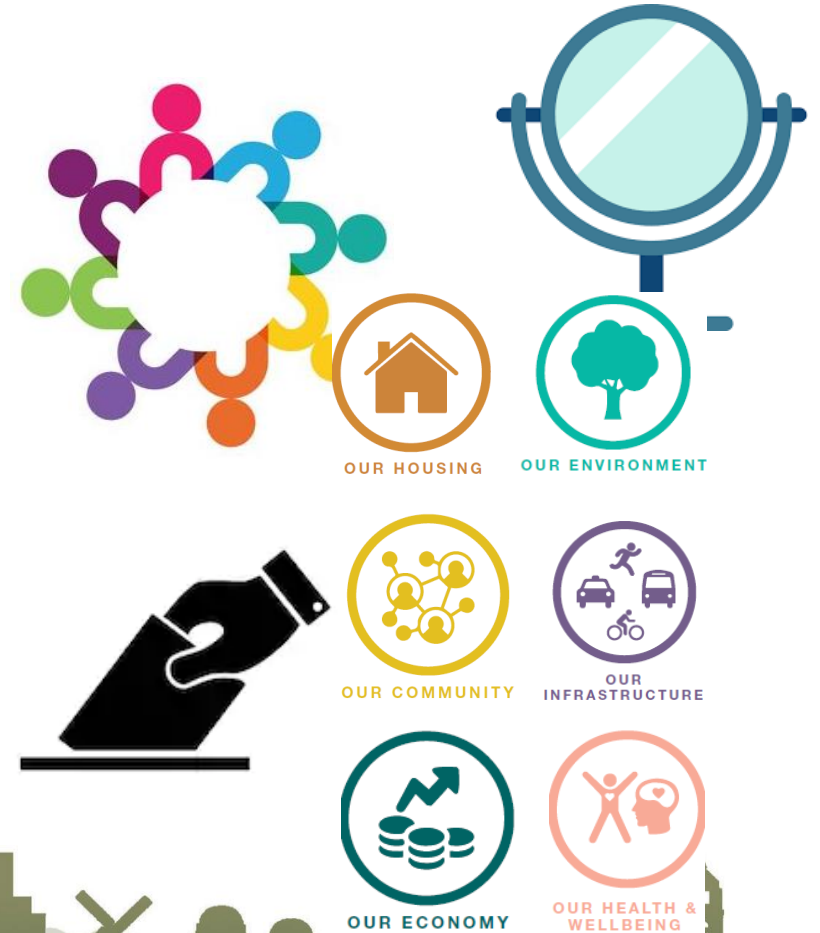 OUR HOUSING
OUR ENVIRONMENT
OUR COMMUNITY
OUR
INFRASTRUCTURE
OUR ECONOMY
OUR HEALTH &
WELLBEING